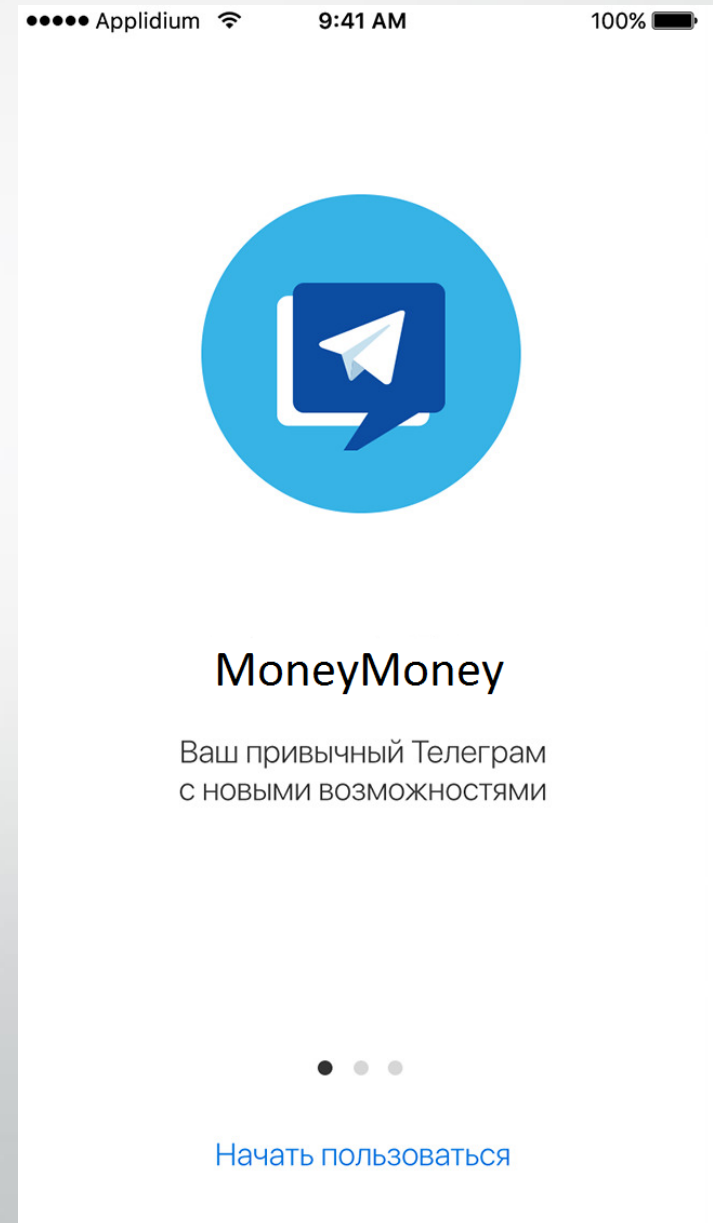 Applidium 9:41 AM 100%
MoneyMoney
Ваш привычный Телеграм
с новыми возможностями
Начать пользоваться